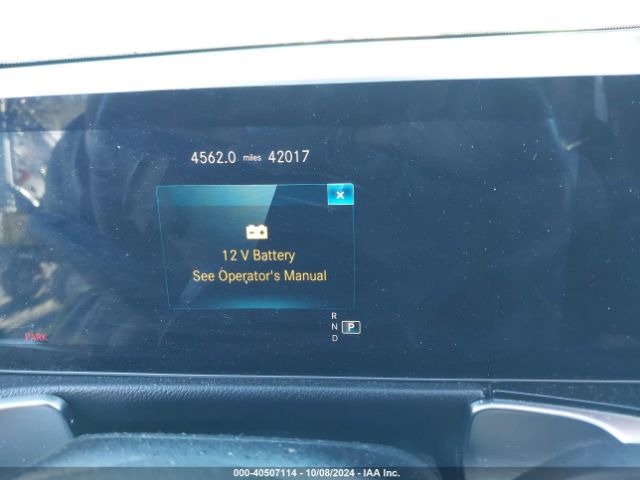 4562.0 miles 42017
×
12 V Battery
See Operator's Manual
R
N P
D
PARK
000-40507114 - 10/08/2024 - IAA Inc.